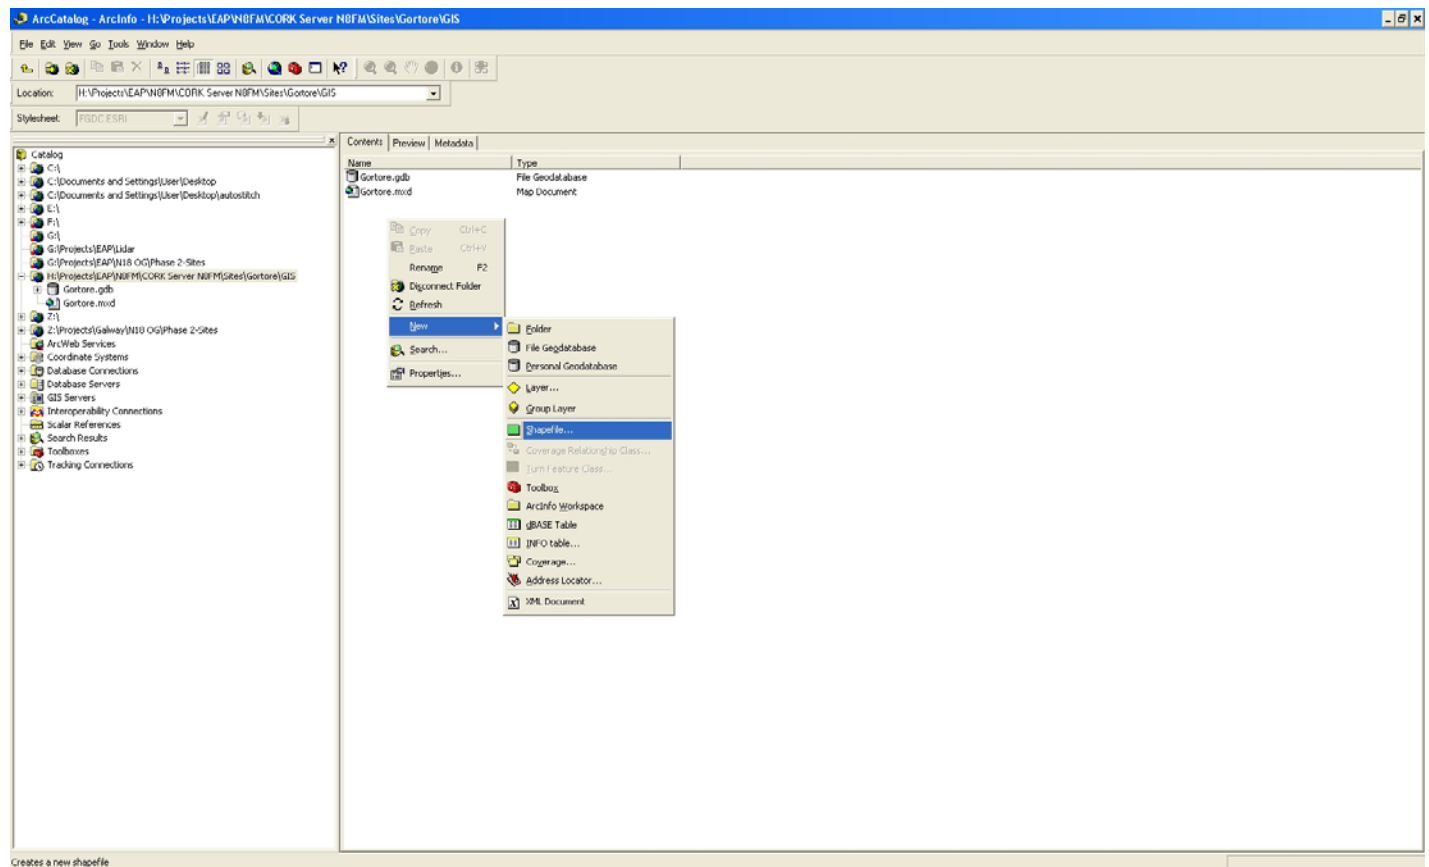 ArcCatalog - ArcInfo - H:\Projects\EAP\N8FM\CORK Server N8FM\Sites\Gortore\GIS
File Edit View Go Tools Window Help
Location: H:\Projects\EAP\N8FM\CORK Server N8FM\Sites\Gortore\GIS
Stylesheet: FGDC ESRI
Contents Preview Metadata
Name Type
Gortore.gdb File Geodatabase
Gortore.mxd Map Document
Catalog
C:\
C:\Documents and Settings\User\Desktop
C:\Documents and Settings\User\Desktop\autostitch
E:\
F:\
G:\
G:\Projects\EAP\Lidar
G:\Projects\EAP\N18 OG\Phase 2-Sites
H:\Projects\EAP\N8FM\CORK Server N8FM\Sites\Gortore\GIS
Gortore.gdb
Gortore.mxd
Z:\
Z:\Projects\Galway\N18 OG\Phase 2-Sites
ArcWeb Services
Coordinate Systems
Database Connections
Database Servers
GIS Servers
Interoperability Connections
Scalar References
Search Results
Toolboxes
Tracking Connections
Copy Ctrl+C
Paste Ctrl+V
Rename F2
Disconnect Folder
Refresh
New
Search...
Properties...
Folder
File Geodatabase
Personal Geodatabase
Layer...
Group Layer
Shapefile...
Coverage Relationship Class...
Turn Feature Class...
Toolbox
ArcInfo Workspace
dBASE Table
INFO table...
Coverage...
Address Locator...
XML Document
Creates a new shapefile